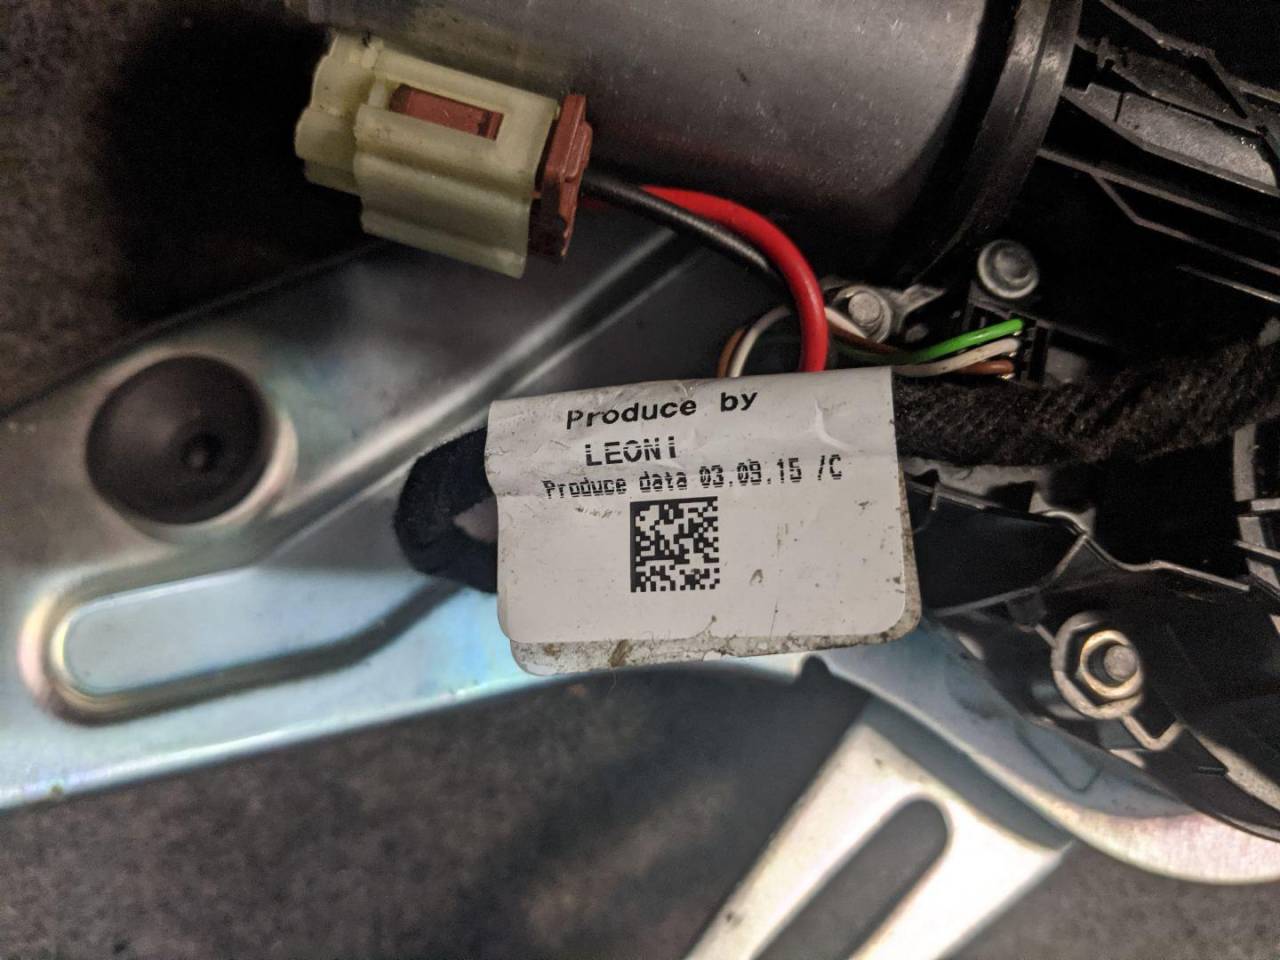 Produce by
LEONI
Produce data 03.09.15 /C